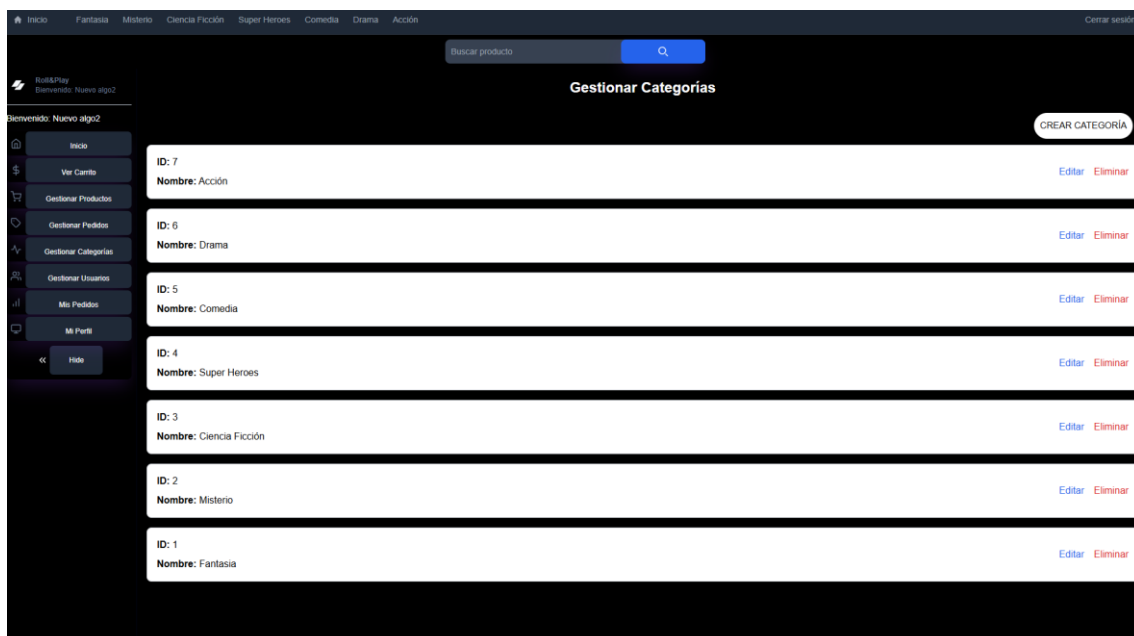 Inicio Fantasia Misterio Ciencia Ficción Super Heroes Comedia Drama Acción Cerrar sesión
Buscar producto
Roll&Play
Bienvenido: Nuevo algo2
Gestionar Categorías
Bienvenido: Nuevo algo2
CREAR CATEGORÍA
Inicio
Ver Carrito
Gestionar Productos
Gestionar Pedidos
Gestionar Categorías
Gestionar Usuarios
Mis Pedidos
Mi Perfil
Hide
ID: 7
Nombre: Acción
Editar Eliminar
ID: 6
Nombre: Drama
Editar Eliminar
ID: 5
Nombre: Comedia
Editar Eliminar
ID: 4
Nombre: Super Heroes
Editar Eliminar
ID: 3
Nombre: Ciencia Ficción
Editar Eliminar
ID: 2
Nombre: Misterio
Editar Eliminar
ID: 1
Nombre: Fantasia
Editar Eliminar